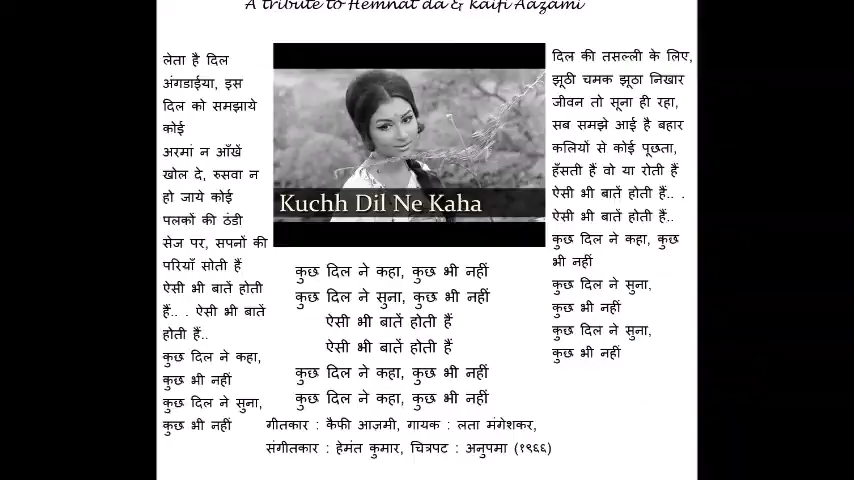 A tribute to Hemnat da & Kaifi Aazami
लेता है दिल
अंगडाईया, इस
दिल को समझाये
कोई
अरमां न आँखें
खोल दे, रुसवा न
हो जाये कोई
पलकों की ठंडी
सेज पर, सपनों की
परियाँ सोती हैं
ऐसी भी बातें होती
हैं.. . ऐसी भी बातें
होती हैं..
कुछ दिल ने कहा,
कुछ भी नहीं
कुछ दिल ने सुना,
कुछ भी नहीं
Kuchh Dil Ne Kaha
कुछ दिल ने कहा, कुछ भी नहीं
कुछ दिल ने सुना, कुछ भी नहीं
ऐसी भी बातें होती हैं
ऐसी भी बातें होती हैं
कुछ दिल ने कहा, कुछ भी नहीं
कुछ दिल ने कहा, कुछ भी नहीं
दिल की तसल्ली के लिए,
झूठी चमक झूठा निखार
जीवन तो सूना ही रहा,
सब समझे आई है बहार
कलियों से कोई पूछता,
हँसती हैं वो या रोती हैं
ऐसी भी बातें होती हैं.. .
ऐसी भी बातें होती हैं..
कुछ दिल ने कहा, कुछ
भी नहीं
कुछ दिल ने सुना,
कुछ भी नहीं
कुछ दिल ने सुना,
कुछ भी नहीं
गीतकार : कैफी आज़मी, गायक : लता मंगेशकर,
संगीतकार : हेमंत कुमार, चित्रपट : अनुपमा (१९६६)